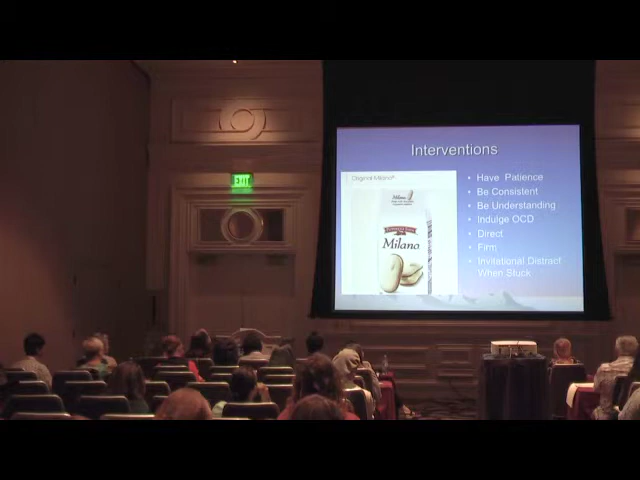 EXIT
Interventions
Original Milano®
Milano
Milano
• Have Patience
• Be Consistent
• Be Understanding
• Indulge OCD
• Direct
• Firm
• Invitational Distract
When Stuck